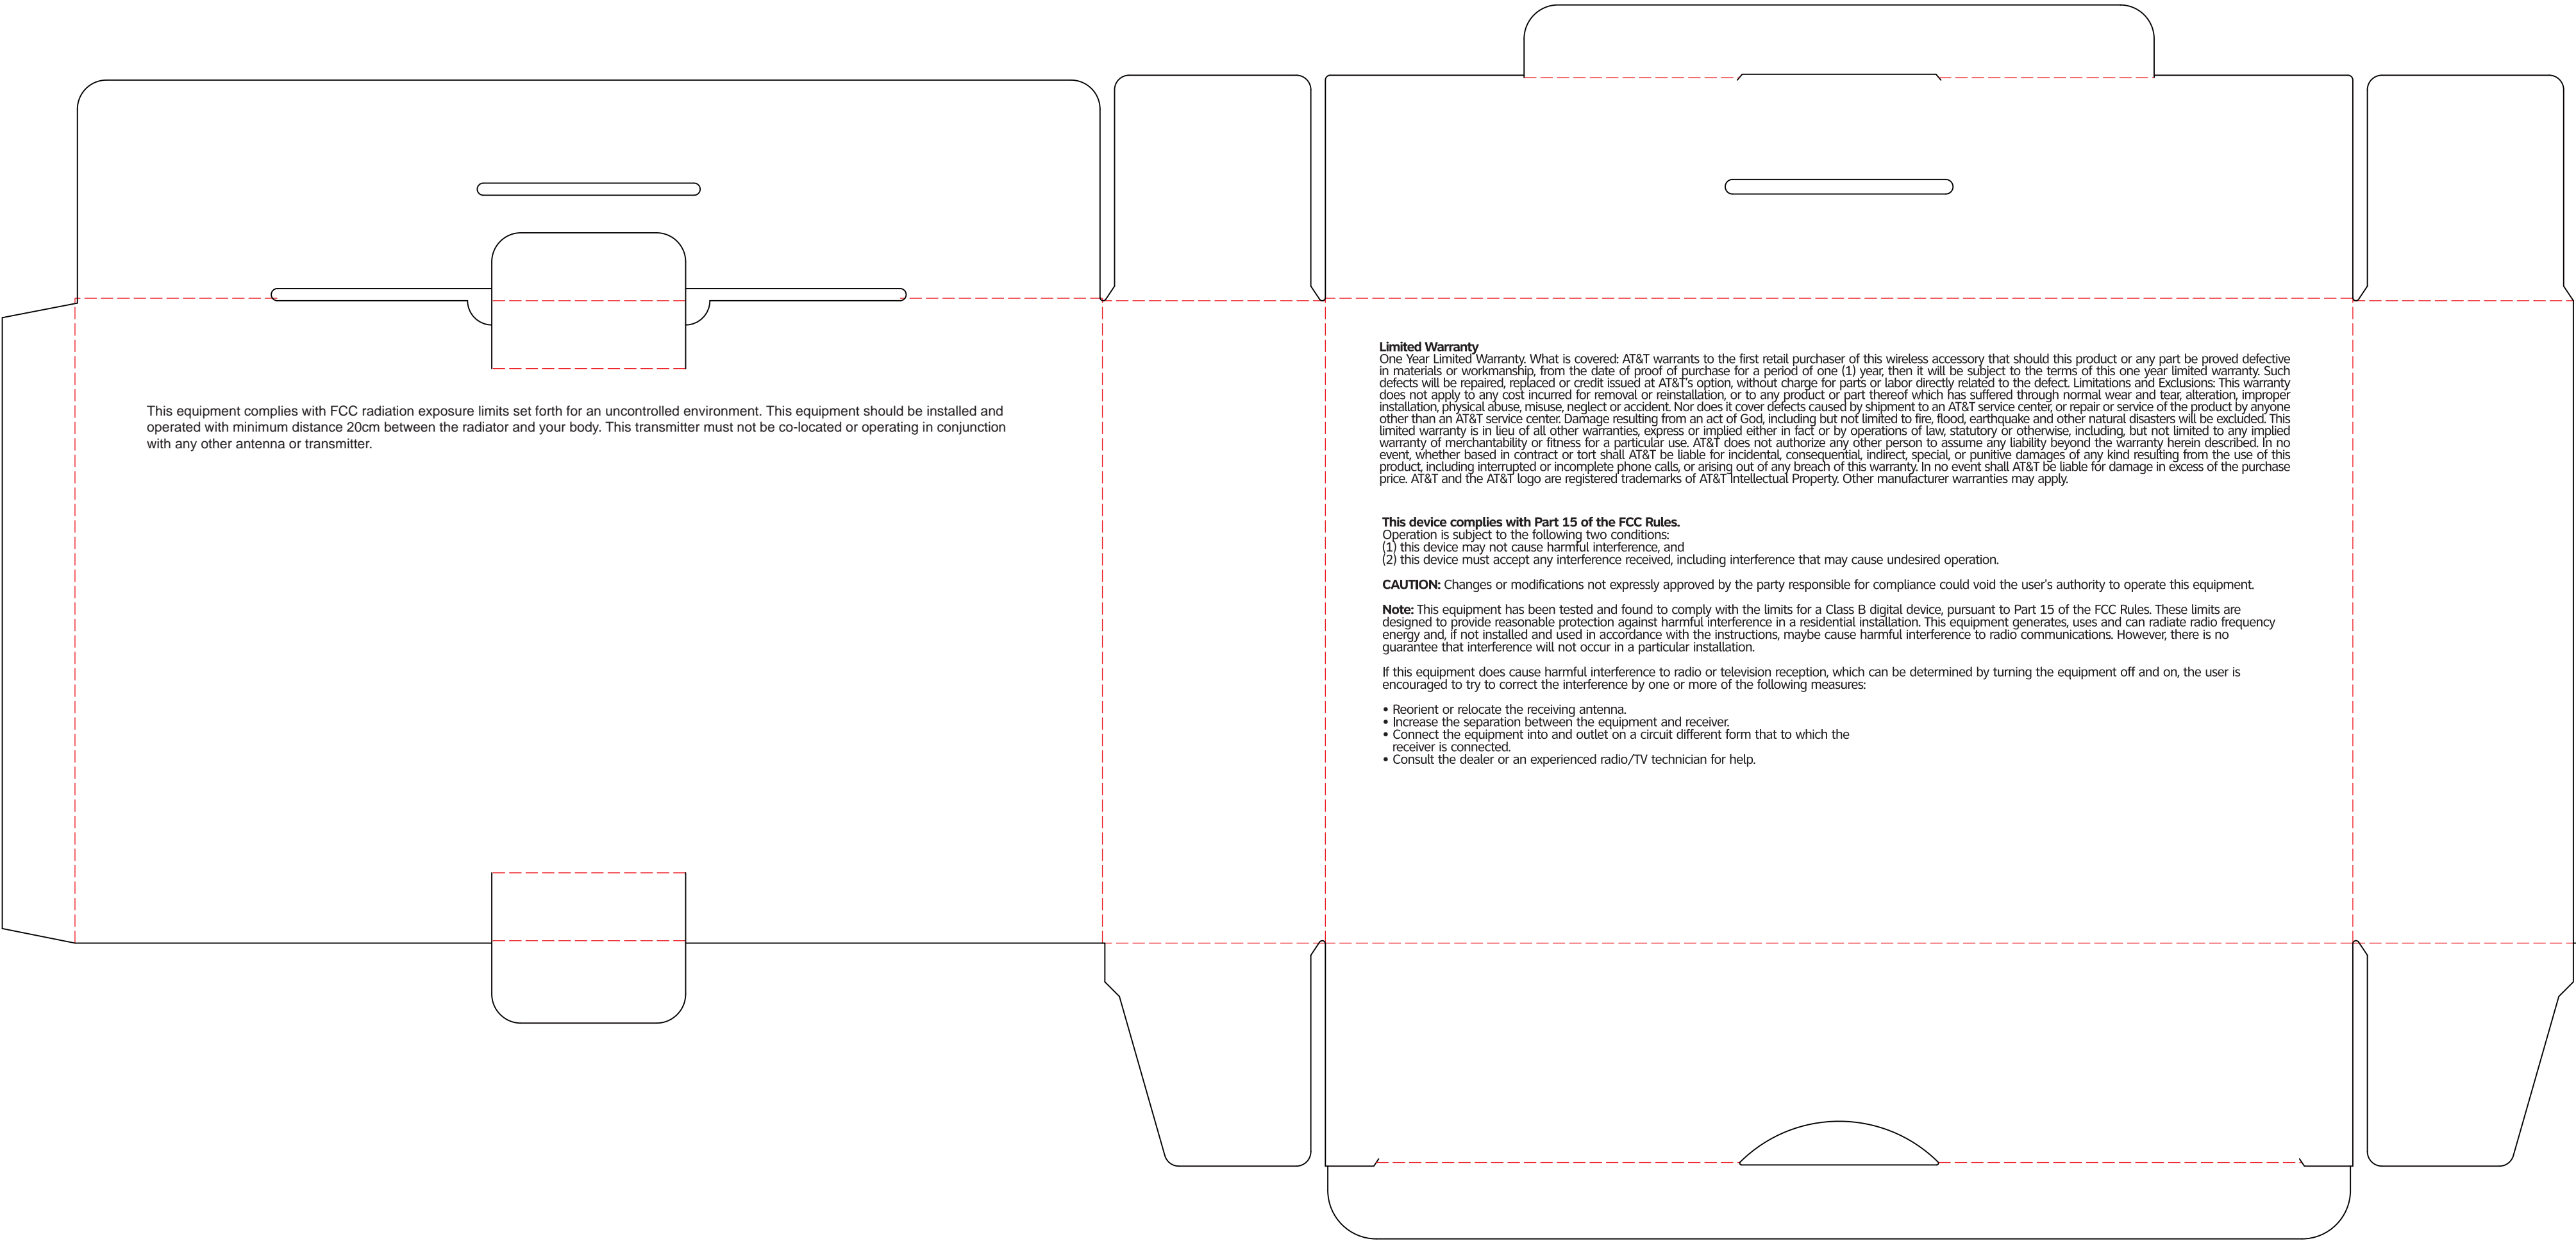 This equipment complies with FCC radiation exposure limits set forth for an uncontrolled environment. This equipment should be installed and
operated with minimum distance 20cm between the radiator and your body. This transmitter must not be co-located or operating in conjunction
with any other antenna or transmitter.
Limited Warranty
One Year Limited Warranty. What is covered: AT&T warrants to the first retail purchaser of this wireless accessory that should this product or any part be proved defective
in materials or workmanship, from the date of proof of purchase for a period of one (1) year, then it will be subject to the terms of this one year limited warranty. Such
defects will be repaired, replaced or credit issued at AT&T's option, without charge for parts or labor directly related to the defect. Limitations and Exclusions: This warranty
does not apply to any cost incurred for removal or reinstallation, or to any product or part thereof which has suffered through normal wear and tear, alteration, improper
installation, physical abuse, misuse, neglect or accident. Nor does it cover defects caused by shipment to an AT&T service center, or repair or service of the product by anyone
other than an AT&T service center. Damage resulting from an act of God, including but not limited to fire, flood, earthquake and other natural disasters will be excluded. This
limited warranty is in lieu of all other warranties, express or implied either in fact or by operations of law, statutory or otherwise, including, but not limited to any implied
warranty of merchantability or fitness for a particular use. AT&T does not authorize any other person to assume any liability beyond the warranty herein described. In no
event, whether based in contract or tort shall AT&T be liable for incidental, consequential, indirect, special, or punitive damages of any kind resulting from the use of this
product, including interrupted or incomplete phone calls, or arising out of any breach of this warranty. In no event shall AT&T be liable for damage in excess of the purchase
price. AT&T and the AT&T logo are registered trademarks of AT&T Intellectual Property. Other manufacturer warranties may apply.
This device complies with Part 15 of the FCC Rules.
Operation is subject to the following two conditions:
(1) this device may not cause harmful interference, and
(2) this device must accept any interference received, including interference that may cause undesired operation.
CAUTION: Changes or modifications not expressly approved by the party responsible for compliance could void the user's authority to operate this equipment.
Note: This equipment has been tested and found to comply with the limits for a Class B digital device, pursuant to Part 15 of the FCC Rules. These limits are
designed to provide reasonable protection against harmful interference in a residential installation. This equipment generates, uses and can radiate radio frequency
energy and, if not installed and used in accordance with the instructions, maybe cause harmful interference to radio communications. However, there is no
guarantee that interference will not occur in a particular installation.
If this equipment does cause harmful interference to radio or television reception, which can be determined by turning the equipment off and on, the user is
encouraged to try to correct the interference by one or more of the following measures:
• Reorient or relocate the receiving antenna.
• Increase the separation between the equipment and receiver.
• Connect the equipment into and outlet on a circuit different form that to which the
receiver is connected.
• Consult the dealer or an experienced radio/TV technician for help.